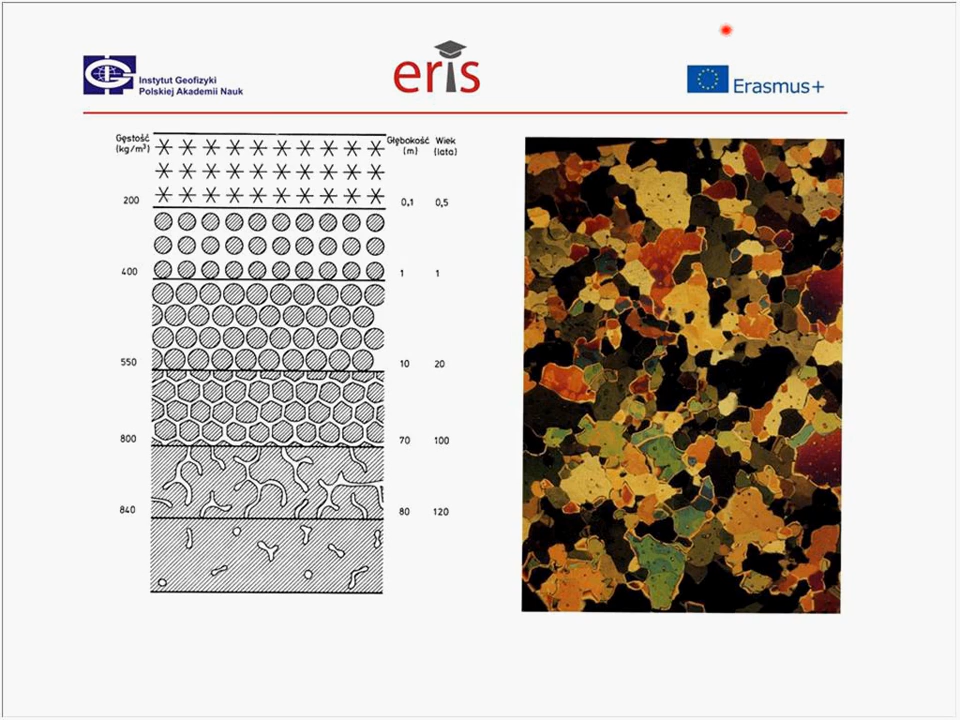 Instytut Geofizyki
Polskiej Akademii Nauk
eris
Erasmus+
Gęstość
(kg/m³)
Głębokość
(m)
Wiek
(lata)
200
0,1
0,5
400
1
1
550
10
20
800
70
100
840
80
120